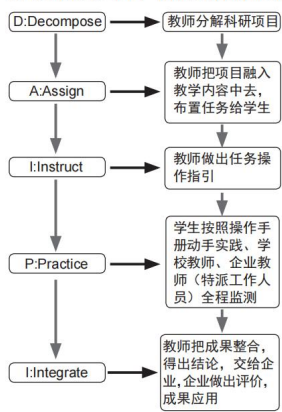 D:Decompose
教师分解科研项目
A:Assign
教师把项目融入
教学内容中去，
布置任务给学生
I:Instruct
教师做出任务操
作指引
P:Practice
学生按照操作手
册动手实践、学
校教师、企业教
师（特派工作人
员）全程监测
I:Integrate
教师把成果整合，
得出结论，交给企
业,企业做出评价,
成果应用